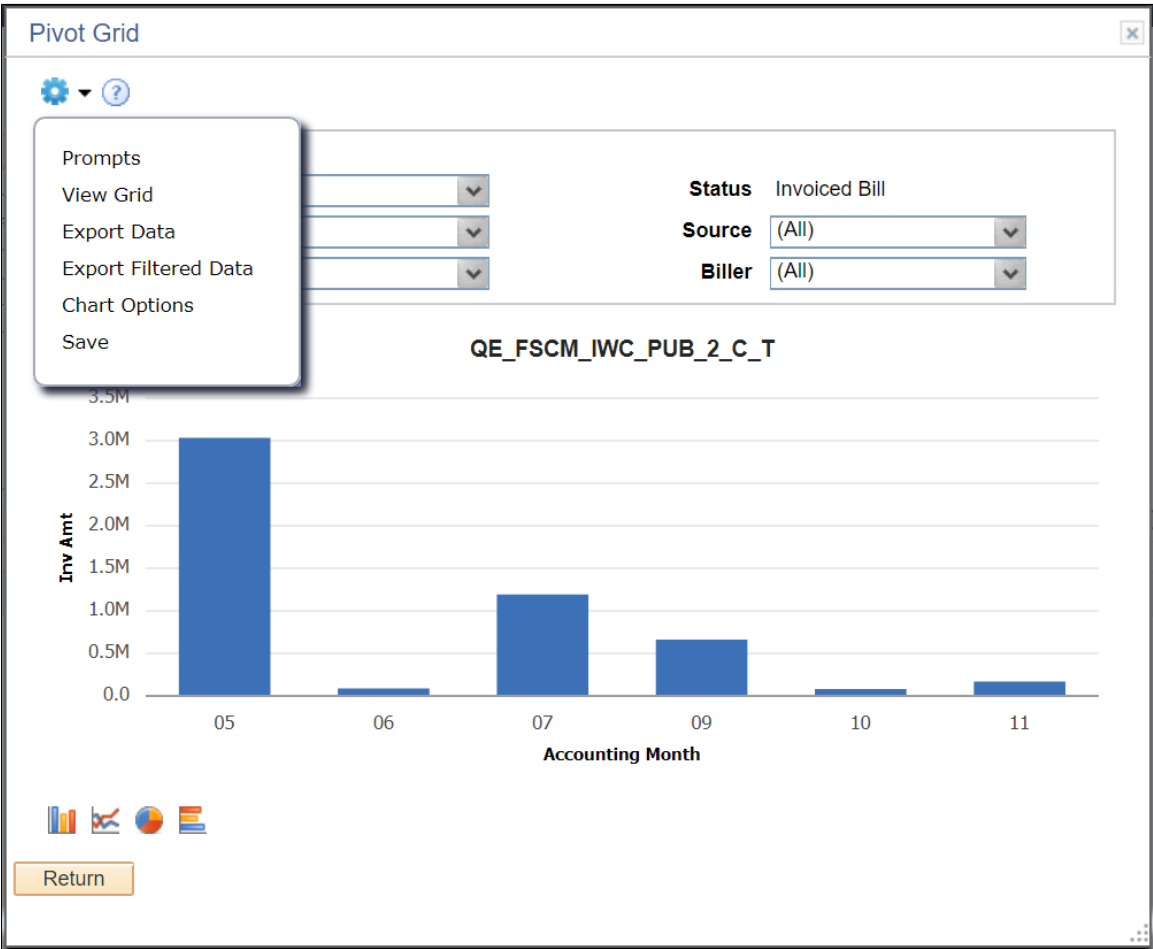 Pivot Grid
?
Prompts
View Grid
Export Data
Export Filtered Data
Chart Options
Save
Status Invoiced Bill
Source (All)
Biller (All)
QE_FSCM_IWC_PUB_2_C_T
3.5M
3.0M
2.5M
2.0M
1.5M
1.0M
0.5M
0.0
Inv Amt
05 06 07 09 10 11
Accounting Month
Return